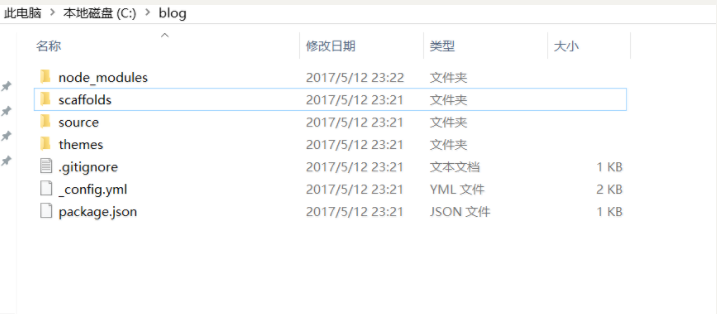 此电脑 > 本地磁盘 (C:) > blog
名称 修改日期 类型 大小
node_modules 2017/5/12 23:22 文件夹
scaffolds 2017/5/12 23:21 文件夹
source 2017/5/12 23:21 文件夹
themes 2017/5/12 23:21 文件夹
.gitignore 2017/5/12 23:21 文本文档 1 KB
_config.yml 2017/5/12 23:21 YML 文件 2 KB
package.json 2017/5/12 23:21 JSON 文件 1 KB